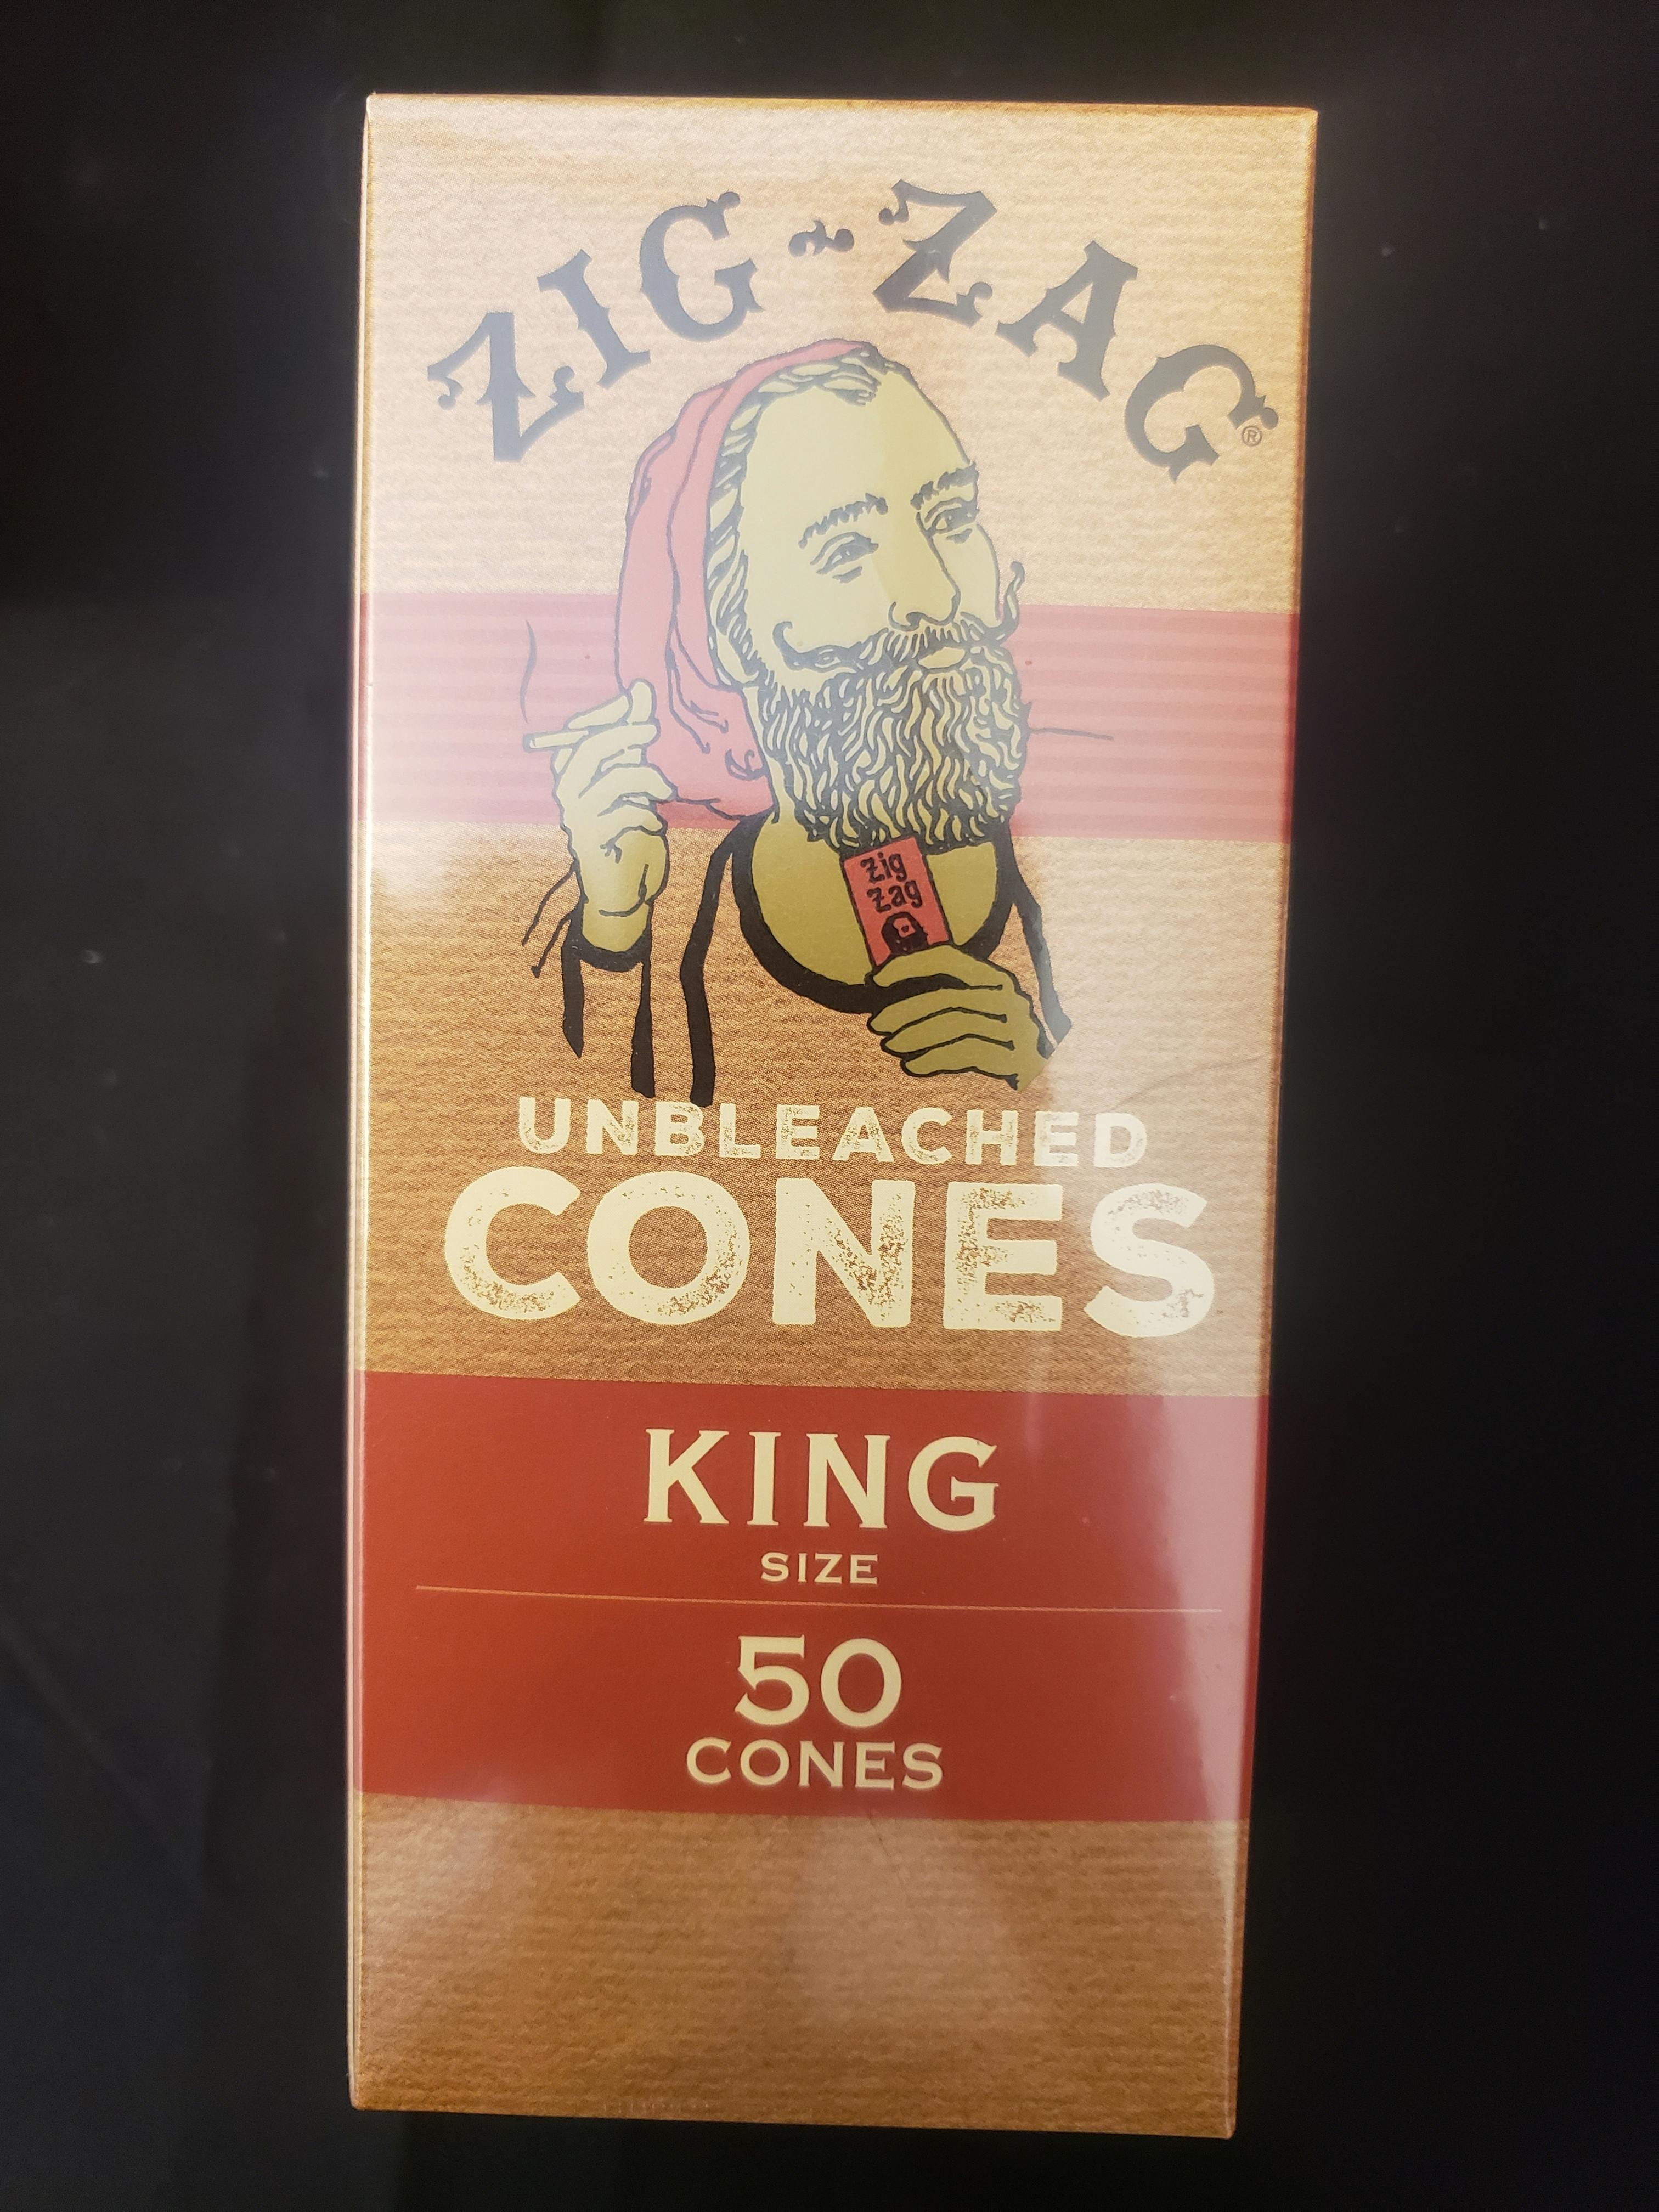 ZIG-ZAG®
zig
zag
UNBLEACHED
CONES
KING
SIZE
50
CONES